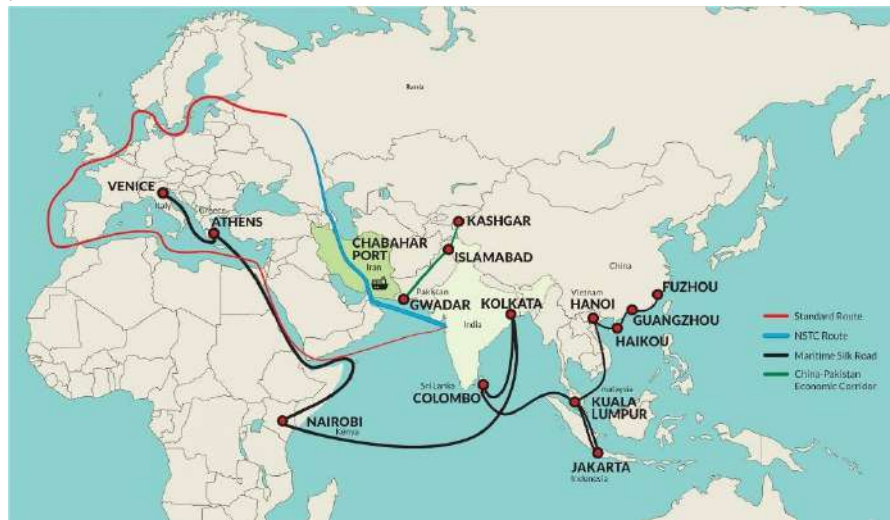 Russia
VENICE
Italy
Greece
ATHENS
KASHGAR
CHABAHAR
PORT
Iran
ISLAMABAD
China
Pakistan
GWADAR
KOLKATA
India
Vietnam
HANOI
FUZHOU
GUANGZHOU
HAIKOU
Standard Route
NSTC Route
Maritime Silk Road
China-Pakistan
Economic Corridor
Sri Lanka
COLOMBO
malaysia
KUALA
LUMPUR
NAIROBI
Kenya
JAKARTA
Indonesia